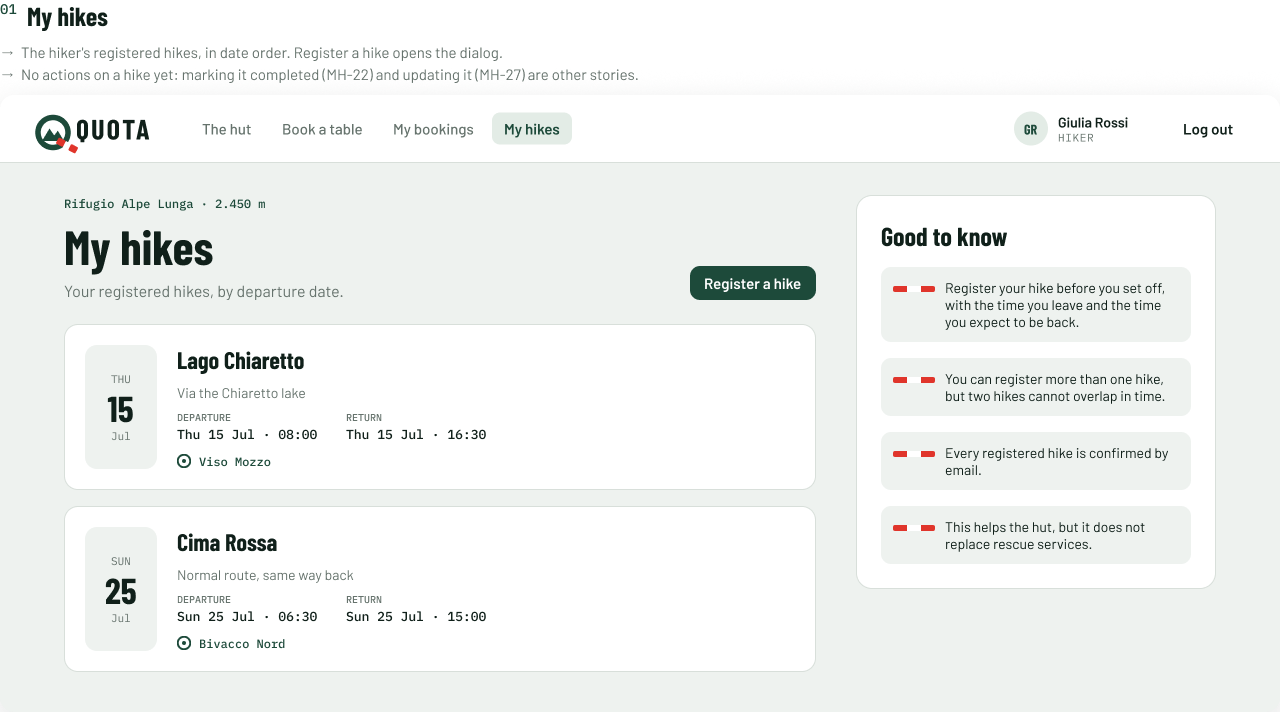 01 My hikes
→ The hiker's registered hikes, in date order. Register a hike opens the dialog.
→ No actions on a hike yet: marking it completed (MH-22) and updating it (MH-27) are other stories.
QUOTA
The hut
Book a table
My bookings
My hikes
GR
Giulia Rossi
HIKER
Log out
Rifugio Alpe Lunga · 2.450 m
My hikes
Your registered hikes, by departure date.
Register a hike
THU
15
Jul
Lago Chiaretto
Via the Chiaretto lake
DEPARTURE
Thu 15 Jul · 08:00
RETURN
Thu 15 Jul · 16:30
Viso Mozzo
SUN
25
Jul
Cima Rossa
Normal route, same way back
DEPARTURE
Sun 25 Jul · 06:30
RETURN
Sun 25 Jul · 15:00
Bivacco Nord
Good to know
Register your hike before you set off,
with the time you leave and the time
you expect to be back.
You can register more than one hike,
but two hikes cannot overlap in time.
Every registered hike is confirmed by
email.
This helps the hut, but it does not
replace rescue services.